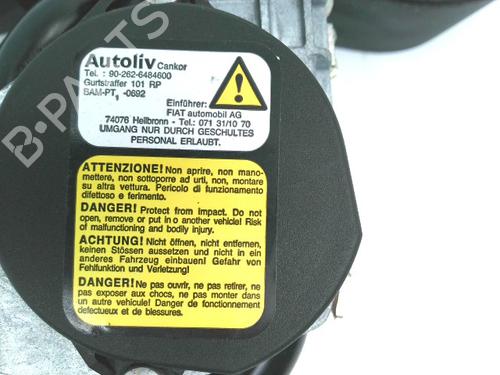 Autoliv Cankor
Tel. : 90-262-6484600
Gurtstraffer 101 RP
BAM-PT1 -0692
Einführer:
FIAT automobil AG
74076 Heilbronn - Tel.: 071 31/10 70
UMGANG NUR DURCH GESCHULTES
PERSONAL ERLAUBT.
ATTENZIONE! Non aprire, non mano-
mettere, non sottoporre ad urti, non, montare
su altra vettura. Pericolo di funzionamento
difettoso e ferimento.
DANGER! Protect from impact. Do not
open, remove or put in o another vehicle! Risk
of malfunctioning and bodily injury.
ACHTUNG! Nicht öffnen, nicht entfernen,
keinen Stössen aussetzen und nicht in ein
anderes Fahrzeug einbauen! Gefahr von
Fehlfunktion und Verletzung!
DANGER! Ne pas ouvrir, ne pas retirer, ne
pas exposer aux chocs, ne pas monter dans
un autre véhicule! Danger de fonctionnement
defectueux et de blessures.
B-PARTS